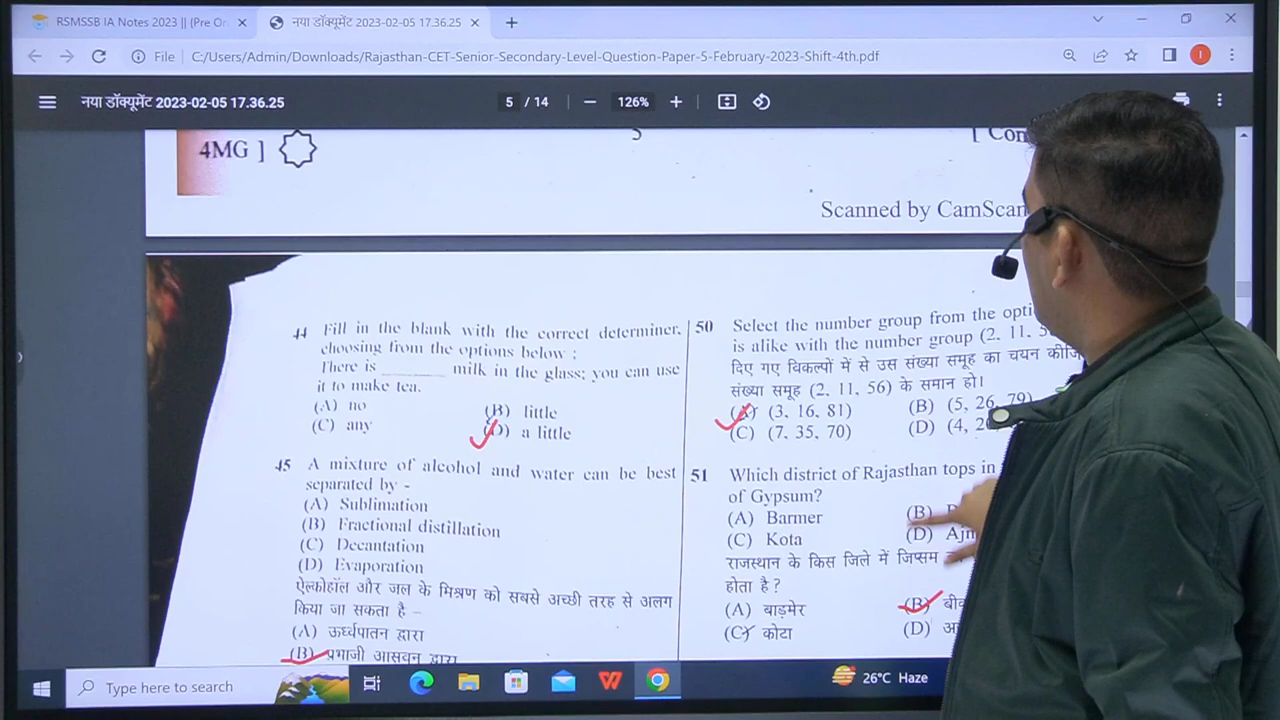 RSMSSB IA Notes 2023 || (Pre Or
नया डॉक्यूमेंट 2023-02-05 17.36.25
File
C:/Users/Admin/Downloads/Rajasthan-CET-Senior-Secondary-Level-Question-Paper-5-February-2023-Shift-4th.pdf
I
नया डॉक्यूमेंट 2023-02-05 17.36.25
5 / 14
126%
4MG ]
[ Con
Scanned by CamScan
44 Fill in the blank with the correct determiner,
choosing from the options below :
There is ________ milk in the glass; you can use
it to make tea.
(A) no
(B) little
(C) any
(D) a little
45 A mixture of alcohol and water can be best
separated by -
(A) Sublimation
(B) Fractional distillation
(C) Decantation
(D) Evaporation
ऐल्कोहॉल और जल के मिश्रण को सबसे अच्छी तरह से अलग
किया जा सकता है –
(A) ऊर्ध्वपातन द्वारा
(B) प्रभाजी आसवन द्वारा
50 Select the number group from the opti
is alike with the number group (2, 11, 5
दिए गए विकल्पों में से उस संख्या समूह का चयन कीजि
संख्या समूह (2, 11, 56) के समान हो।
(A) (3, 16, 81)
(B) (5, 26, 79)
(C) (7, 35, 70)
(D) (4, 2
51 Which district of Rajasthan tops in
of Gypsum?
(A) Barmer
(B)
(C) Kota
(D) Ajm
राजस्थान के किस जिले में जिप्सम
होता है ?
(A) बाड़मेर
(B) बीक
(C) कोटा
(D) अ
Type here to search
26°C Haze